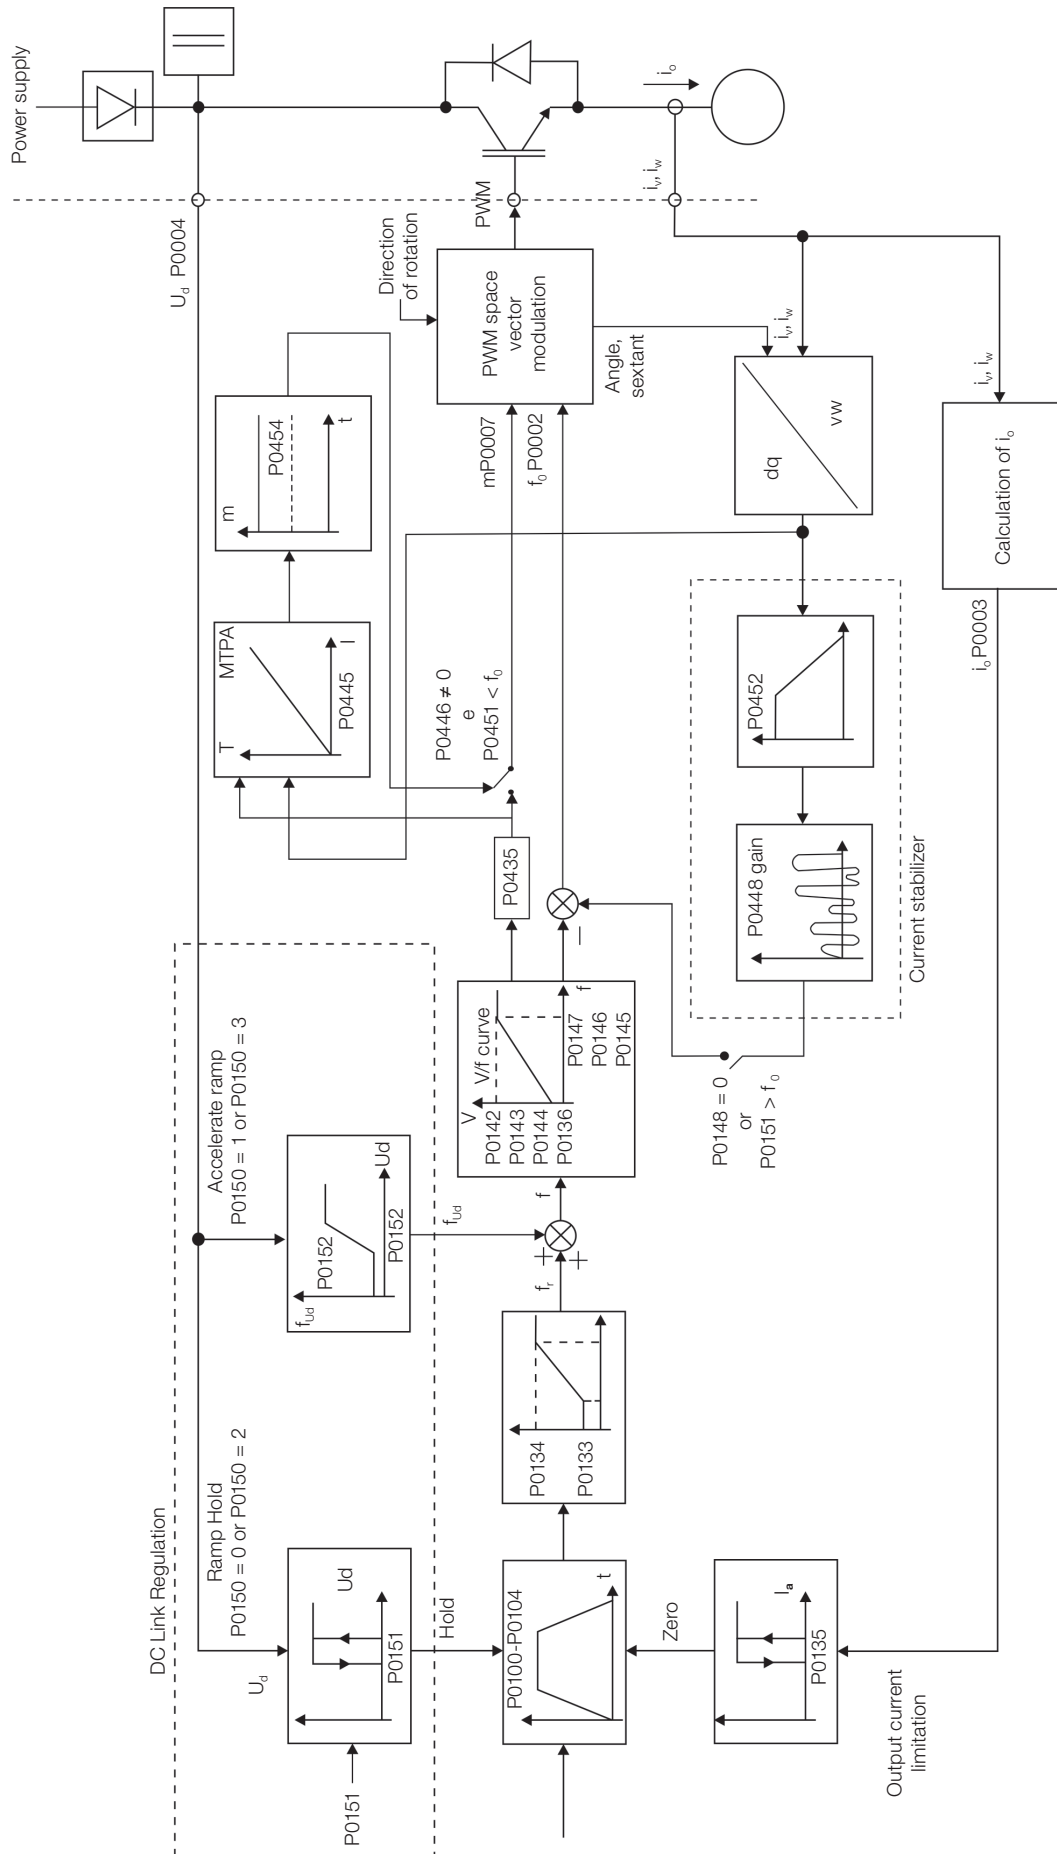 DC Link Regulation
Ramp Hold
P0150 = 0 or P0150 = 2
Accelerate ramp
P0150 = 1 or P0150 = 3
U_d P0004
Power supply
U_d
Ud
P0151
P0151
Hold
f_Ud
P0152
Ud
P0152
f_Ud
T
MTPA
I
P0445
m
P0454
t
P0100-P0104
t
Zero
P0134
P0133
f_r
+
+
f
V
V/f curve
P0142
P0143
P0144
P0136
f
P0147
P0146
P0145
P0435
−
P0446 ≠ 0
e
P0451 < f_0
mP0007
f_0 P0002
Direction
of rotation
PWM space
vector
modulation
PWM
Angle,
sextant
i_o
i_v, i_w
i_v, i_w
dq
vw
i_v, i_w
P0148 = 0
or
P0151 > f_0
P0448 gain
P0452
Current stabilizer
Calculation of i_o
i_o P0003
I_a
P0135
Output current
limitation